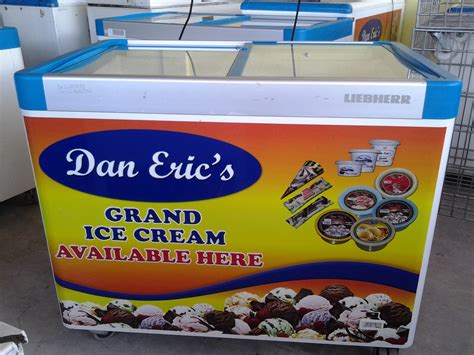 LIEBHERR
Dan Eric's
GRAND
ICE CREAM
AVAILABLE HERE